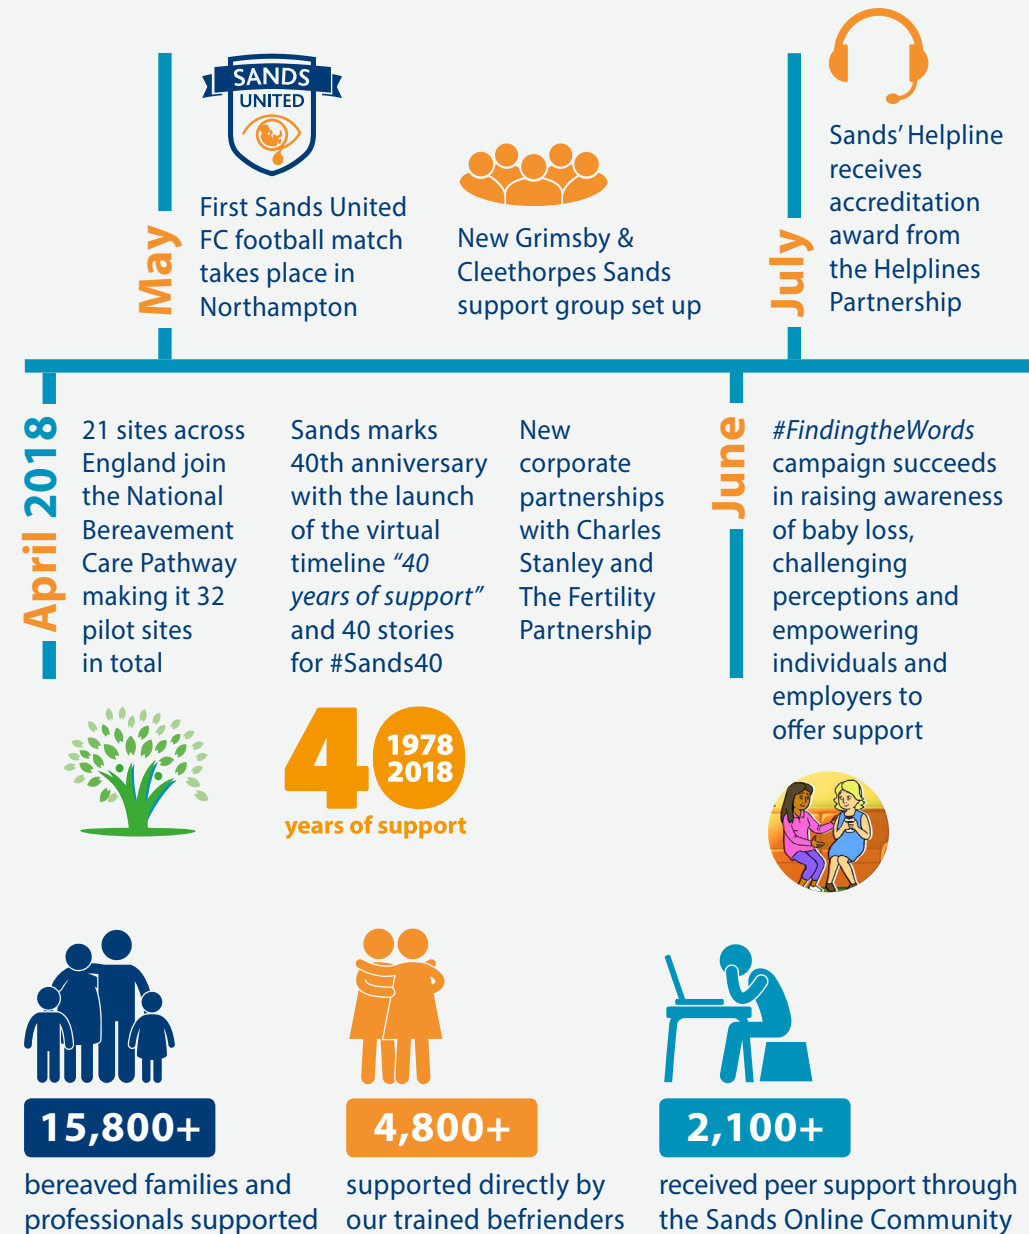 SANDS
UNITED
May
First Sands United
FC football match
takes place in
Northampton
New Grimsby &
Cleethorpes Sands
support group set up
July
Sands’ Helpline
receives
accreditation
award from
the Helplines
Partnership
April 2018
21 sites across
England join
the National
Bereavement
Care Pathway
making it 32
pilot sites
in total
Sands marks
40th anniversary
with the launch
of the virtual
timeline “40
years of support”
and 40 stories
for #Sands40
40
1978
2018
years of support
New
corporate
partnerships
with Charles
Stanley and
The Fertility
Partnership
June
#FindingtheWords
campaign succeeds
in raising awareness
of baby loss,
challenging
perceptions and
empowering
individuals and
employers to
offer support
15,800+
bereaved families and
professionals supported
4,800+
supported directly by
our trained befrienders
2,100+
received peer support through
the Sands Online Community